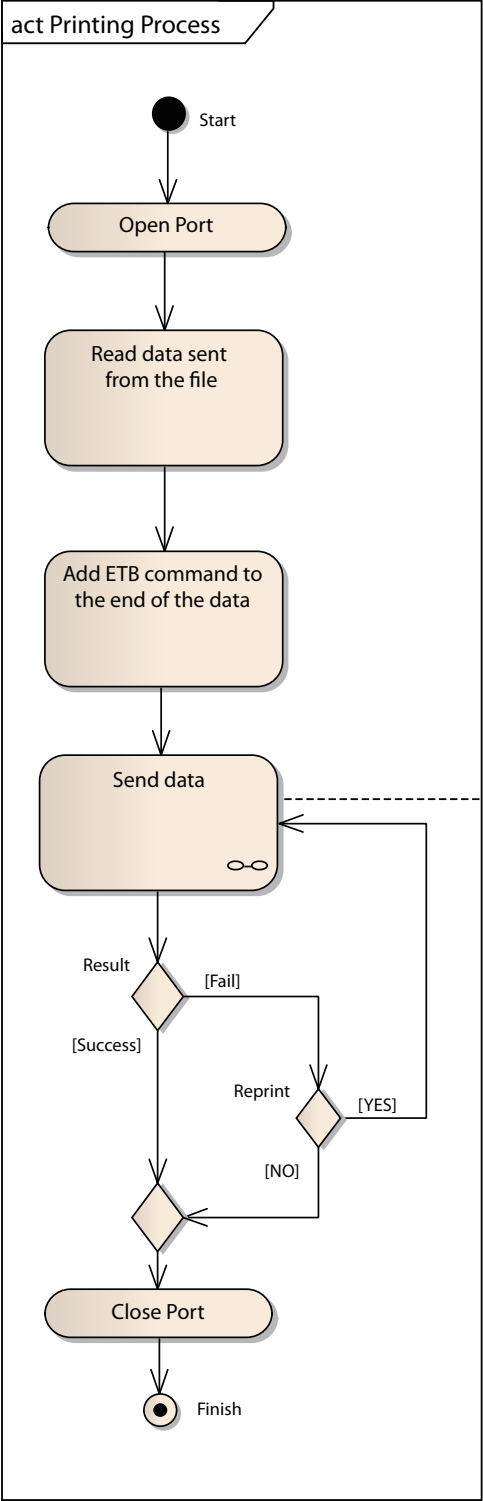 act Printing Process
Start
Open Port
Read data sent
from the file
Add ETB command to
the end of the data
Send data
Result
[Fail]
[Success]
Reprint
[YES]
[NO]
Close Port
Finish